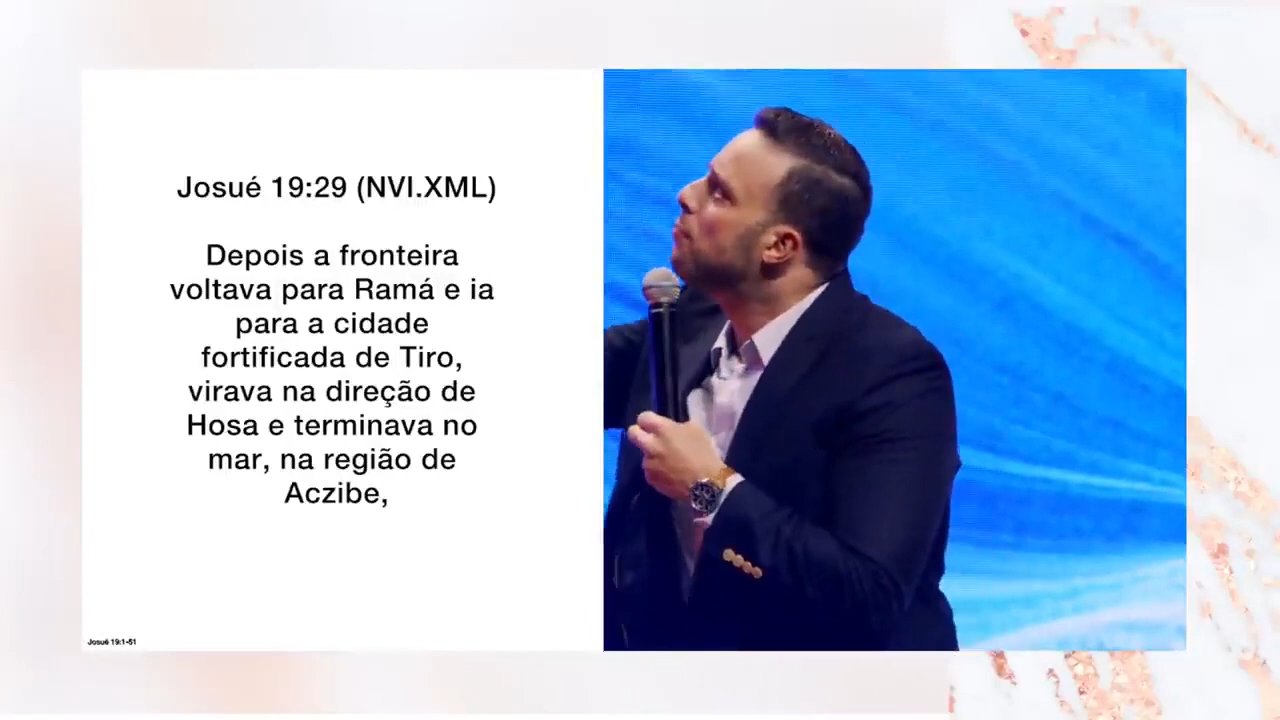 Josué 19:29 (NVI.XML)
Depois a fronteira
voltava para Ramá e ia
para a cidade
fortificada de Tiro,
virava na direção de
Hosa e terminava no
mar, na região de
Aczibe,
Josué 19:1-51